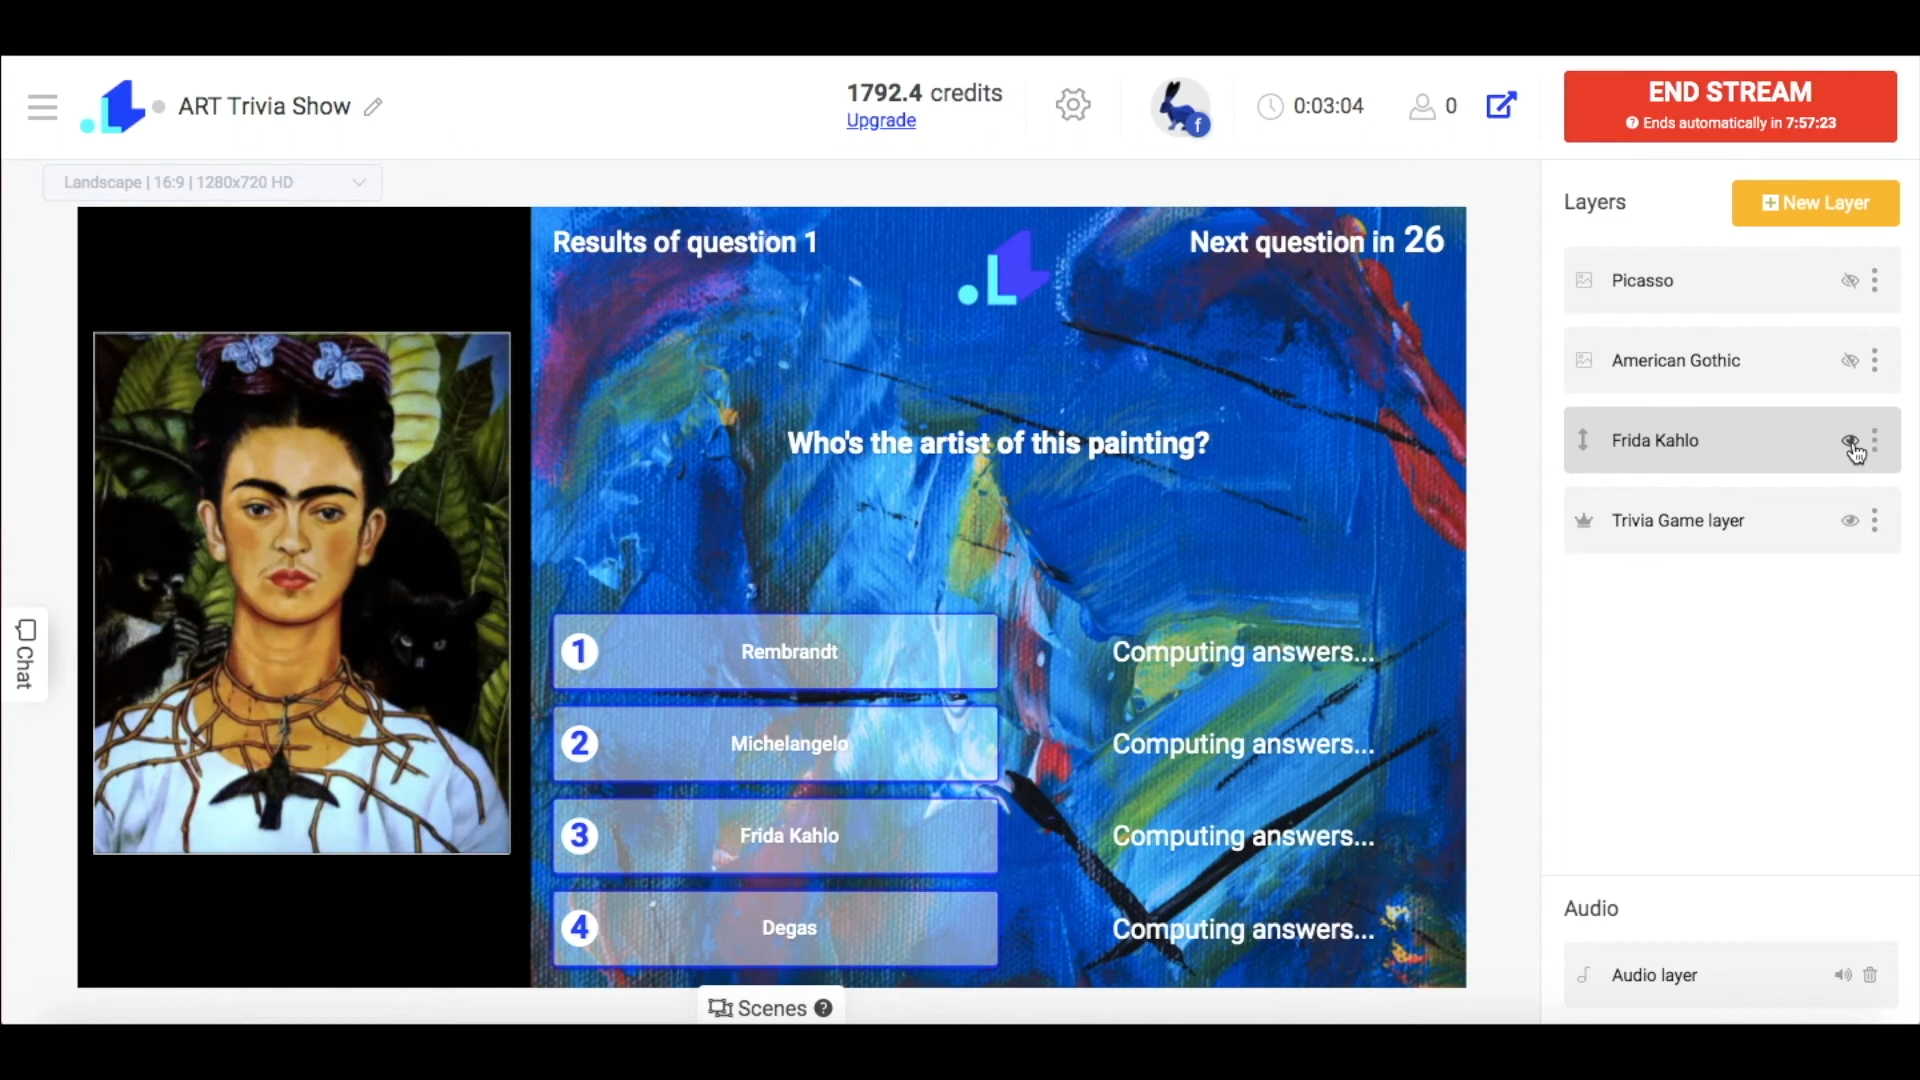 ART Trivia Show
1792.4 credits
Upgrade
f
0:03:04
0
END STREAM
? Ends automatically in 7:57:23
Landscape | 16:9 | 1280x720 HD
Layers
New Layer
Results of question 1
L
Next question in 26
Picasso
American Gothic
Who's the artist of this painting?
Frida Kahlo
Trivia Game layer
1 Rembrandt Computing answers...
2 Michelangelo Computing answers...
3 Frida Kahlo Computing answers...
4 Degas Computing answers...
Chat
Audio
Audio layer
Scenes ?